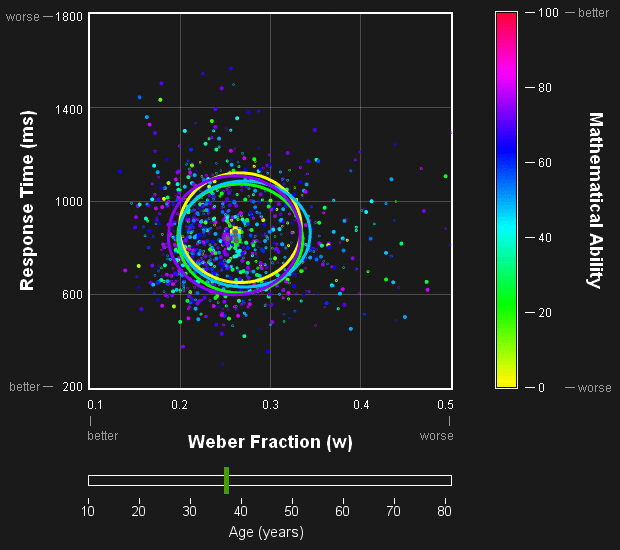 worse
1800
1400
1000
600
better
200
Response Time (ms)
0.1
0.2
0.3
0.4
0.5
better
worse
Weber Fraction (w)
10
20
30
40
50
60
70
80
Age (years)
100
better
80
60
40
20
0
worse
Mathematical Ability